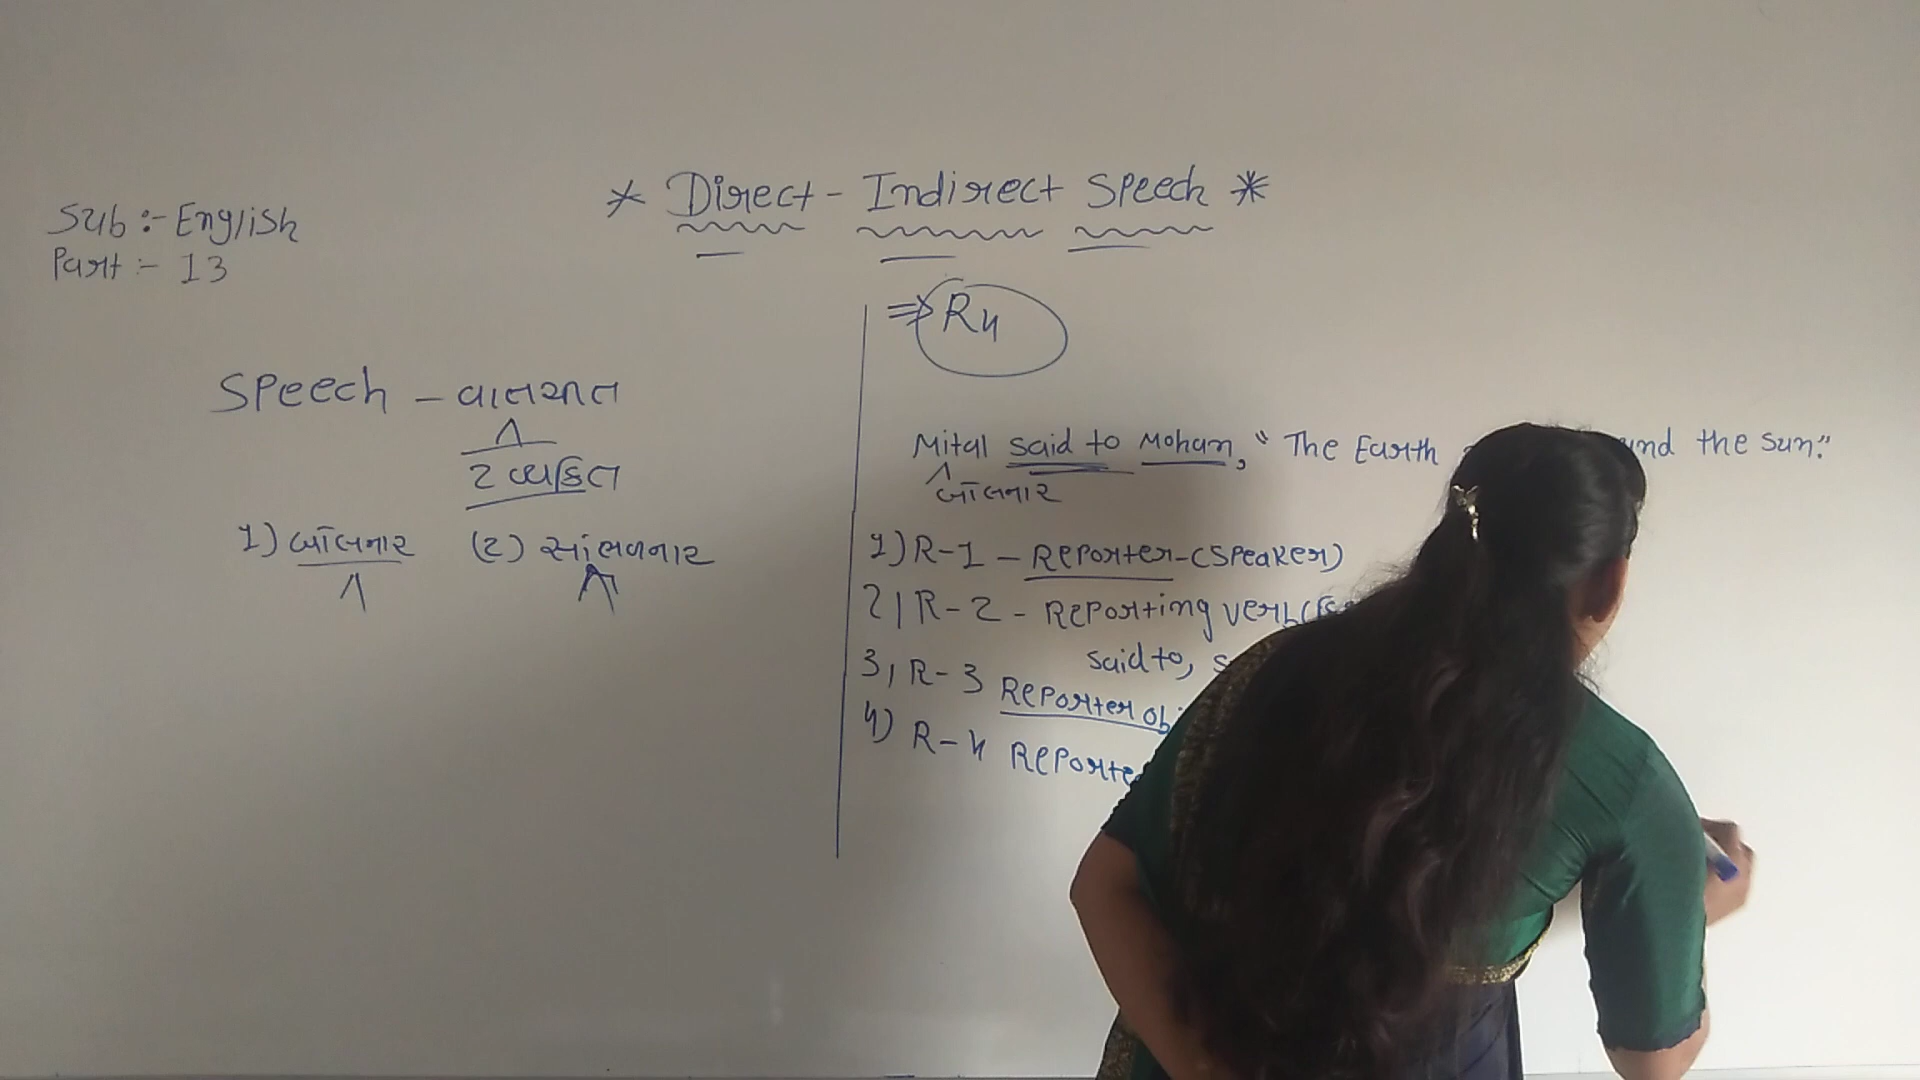 Sub :- English
Part :- 13
* Direct - Indirect Speech *
Speech - વાતચીત
2 વ્યકિત
1) બોલનાર (2) સાંભળનાર
⇒ R4
Mital said to Mohan, " The Earth the sun."
બોલનાર
1) R-1 - Reporter - (Speaker)
2) R-2 - Reporting verb
said to,
3) R-3 Reporter
4) R-4